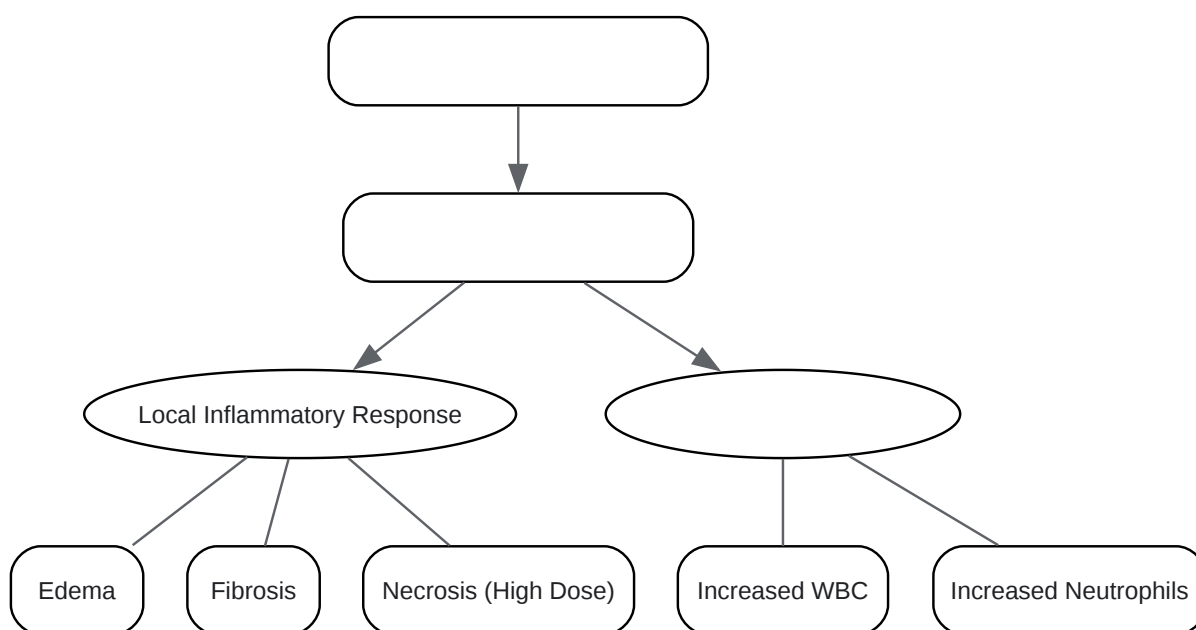 Local Inflammatory Response
Edema
Fibrosis
Necrosis (High Dose)
Increased WBC
Increased Neutrophils